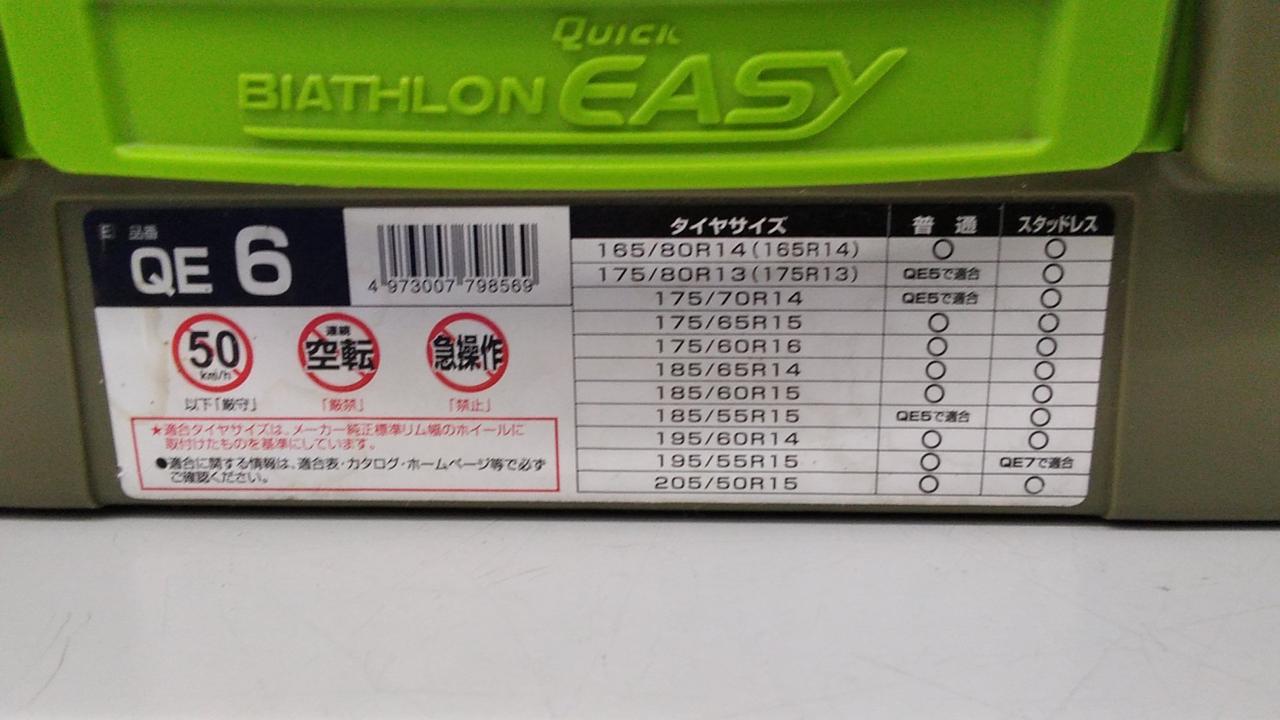 QUICK
BIATHLON EASY
品番
QE 6
4 973007 798569
50
km/h
以下「厳守」
連続
空転
「厳禁」
急操作
「禁止」
★適合タイヤサイズは、メーカー純正標準リム幅のホイールに
取付けたものを基準にしています。
●適合に関する情報は、適合表・カタログ・ホームページ等で必ず
ご確認ください。
タイヤサイズ 普通 スタッドレス
165/80R14(165R14) ○ ○
175/80R13(175R13) QE5で適合 ○
175/70R14 QE5で適合 ○
175/65R15 ○ ○
175/60R16 ○ ○
185/65R14 ○ ○
185/60R15 ○ ○
185/55R15 QE5で適合 ○
195/60R14 ○ ○
195/55R15 ○ QE7で適合
205/50R15 ○ ○